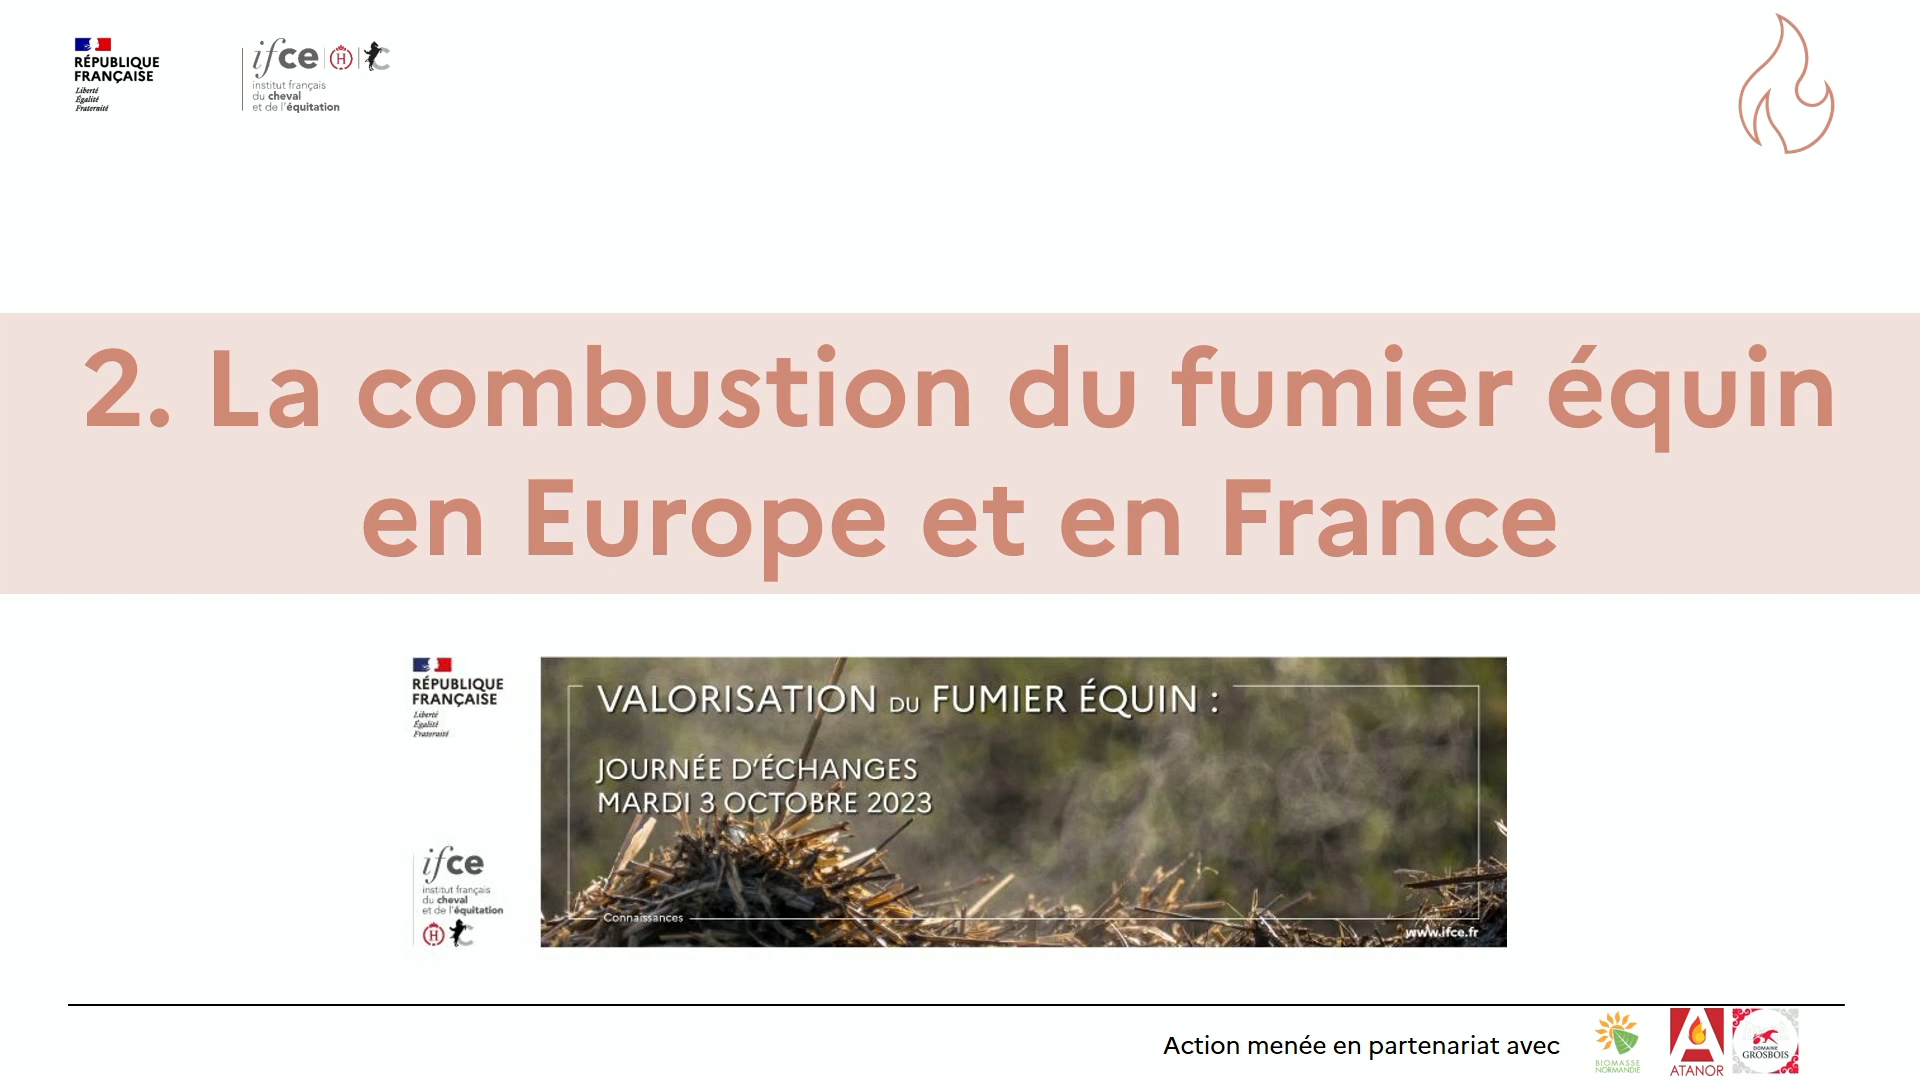 RÉPUBLIQUE
FRANÇAISE
Liberté
Égalité
Fraternité
ifce
institut français
du cheval
et de l'équitation
2. La combustion du fumier équin
en Europe et en France
RÉPUBLIQUE
FRANÇAISE
Liberté
Égalité
Fraternité
ifce
institut français
du cheval
et de l'équitation
VALORISATION DU FUMIER ÉQUIN :
JOURNÉE D'ÉCHANGES
MARDI 3 OCTOBRE 2023
Connaissances
www.ifce.fr
Action menée en partenariat avec
BIOMASSE
NORMANDIE
ATANOR
DOMAINE
GROSBOIS